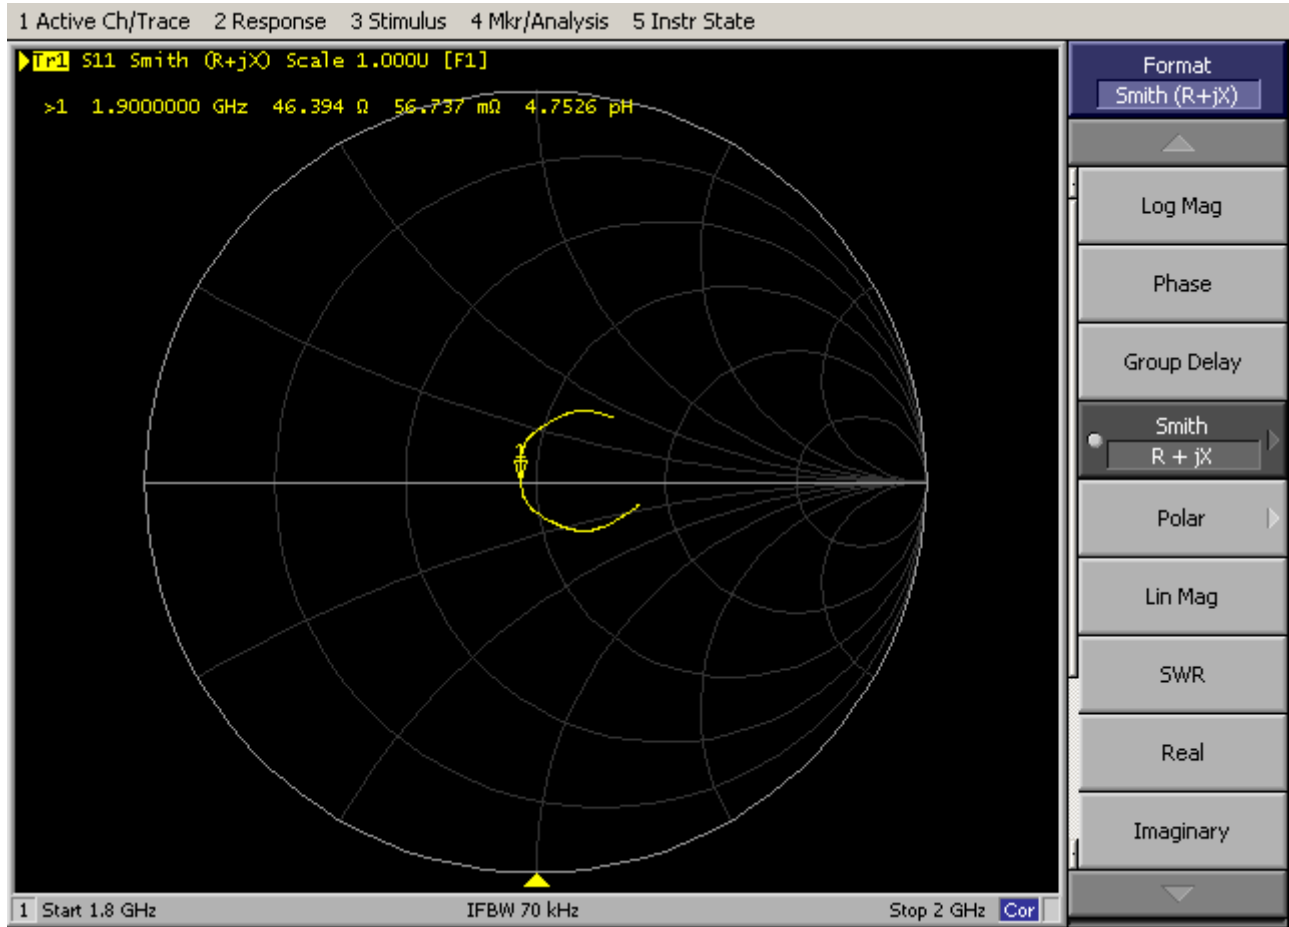 1 Active Ch/Trace 2 Response 3 Stimulus 4 Mkr/Analysis 5 Instr State
Tr1 S11 Smith (R+jX) Scale 1.000U [F1]
>1 1.9000000 GHz 46.394 Ω 56.737 mΩ 4.7526 pH
1
Format
Smith (R+jX)
Log Mag
Phase
Group Delay
Smith
R + jX
Polar
Lin Mag
SWR
Real
Imaginary
1 Start 1.8 GHz IFBW 70 kHz Stop 2 GHz Cor